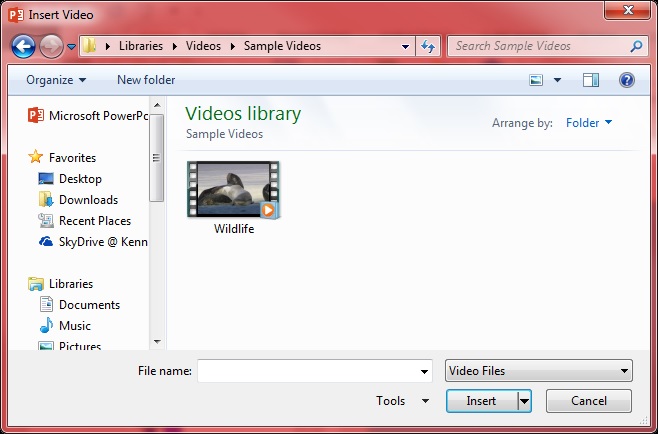 Insert Video
Libraries Videos Sample Videos
Search Sample Videos
Organize New folder
Microsoft PowerPo
Favorites
Desktop
Downloads
Recent Places
SkyDrive @ Kenn
Libraries
Documents
Music
Pictures
Videos library
Sample Videos
Arrange by: Folder
Wildlife
File name:
Video Files
Tools Insert Cancel